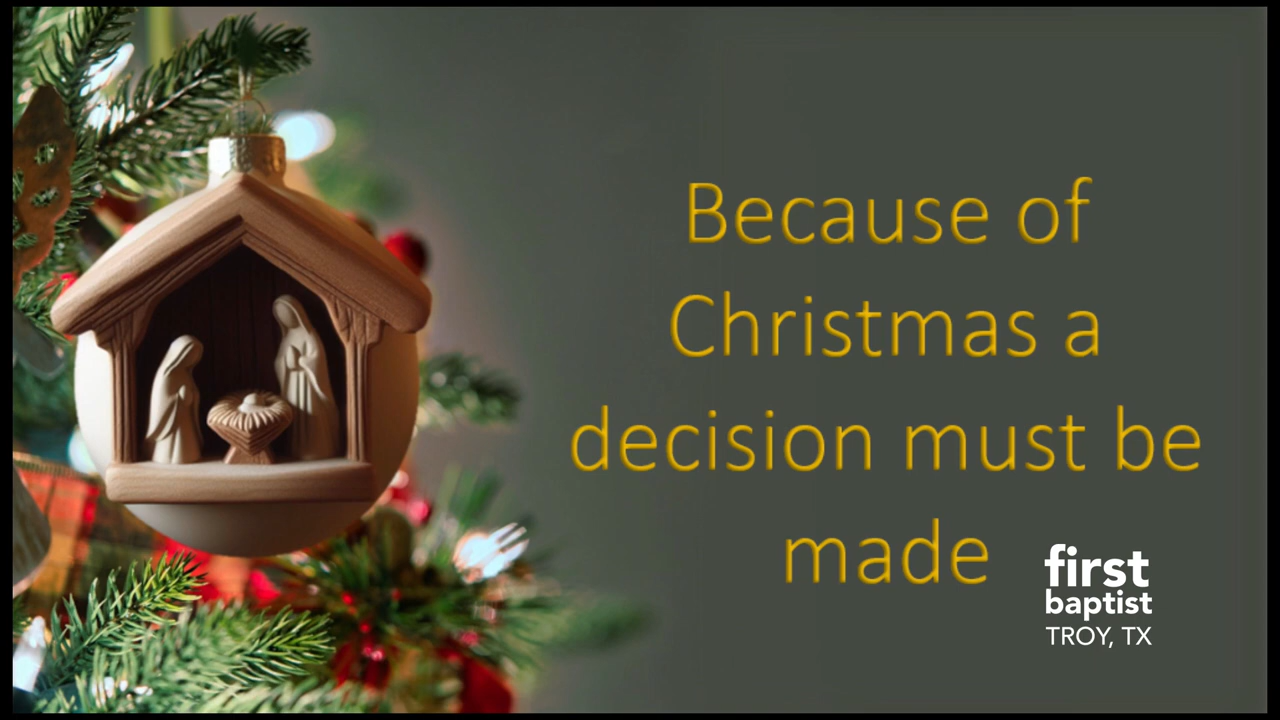 Because of
Christmas a
decision must be
made
first
baptist
TROY, TX